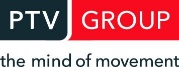 PTV GROUP
the mind of movement